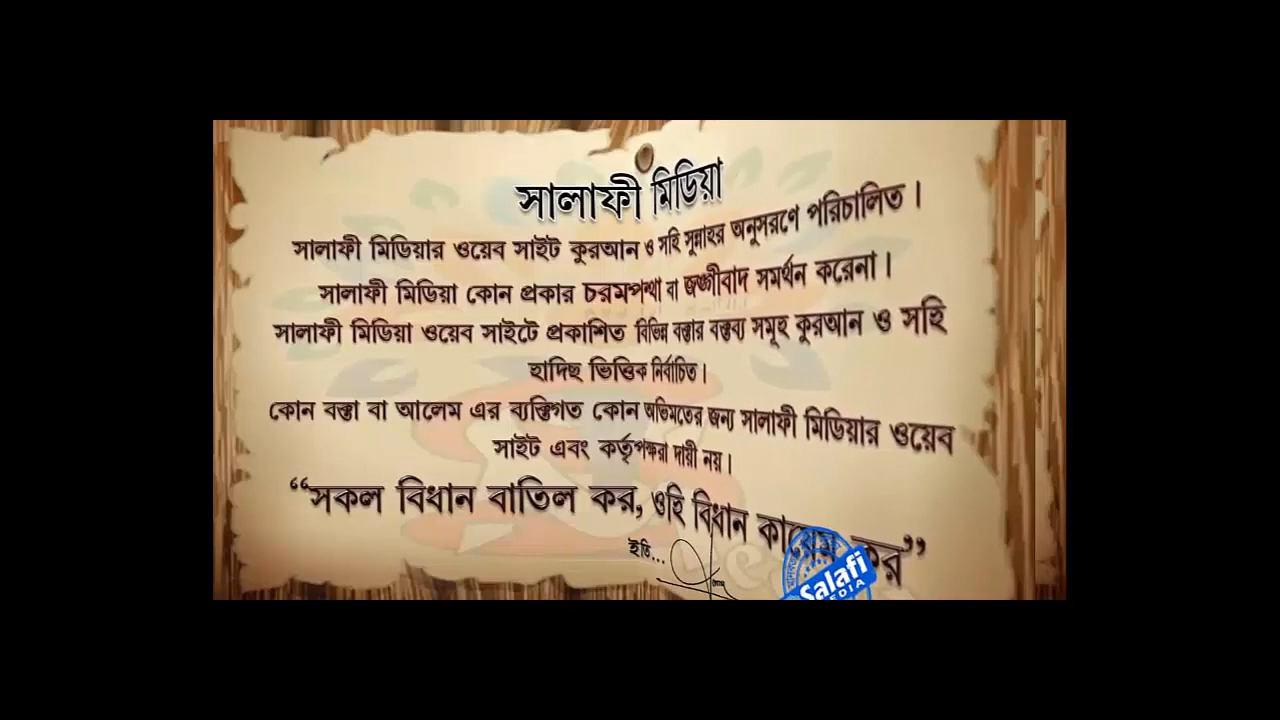 সালাফী মিডিয়া
সালাফী মিডিয়ার ওয়েব সাইট কুরআন ও সহি সুন্নাহর অনুসরণে পরিচালিত ।
সালাফী মিডিয়া কোন প্রকার চরমপন্থা বা জঙ্গীবাদ সমর্থন করেনা ।
সালাফী মিডিয়া ওয়েব সাইটে প্রকাশিত বিভিন্ন বক্তার বক্তব্য সমূহ কুরআন ও সহি
হাদিছ ভিত্তিক নির্বাচিত।
কোন বক্তা বা আলেম এর ব্যক্তিগত কোন অভিমতের জন্য সালাফী মিডিয়ার ওয়েব
সাইট এবং কর্তৃপক্ষরা দায়ী নয়।
“সকল বিধান বাতিল কর, ওহি বিধান কায়েম কর”
ইতি...
Salafi